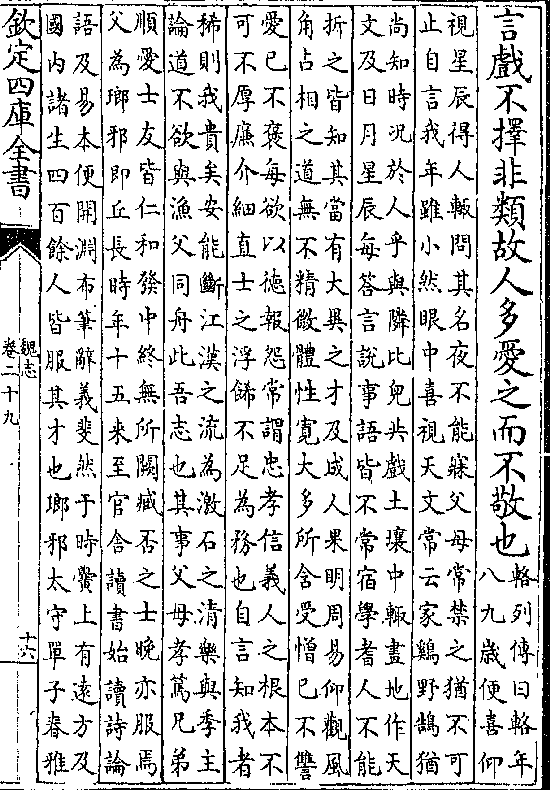 言戲不擇非類故人多愛之而不敬也
輅列傳曰輅年
八九歲便喜仰
視星辰得人輒問其名夜不能寐父母常禁之猶不可
止自言我年雖小然眼中喜視天文常云家鷄野鵠猶
尚知時況於人乎與隣比兒共戲土壤中輒畫地作天
文及日月星辰每答言說事語皆不常宿學耆人不能
折之皆知其當有大異之才及成人果明周易仰觀風
角占相之道無不精微體性寛大多所含受憎已不讐
愛已不褒每欲以德報怨常謂忠孝信義人之根本不
可不厚廉介細直士之浮飾不足為務也自言知我者
稀則我貴矣安能斷江漢之流為激石之清樂與季主
論道不欲與漁父同舟此吾志也其事父母孝篤兄弟
順愛士友皆仁和發中終無所闕臧否之士晚亦服焉
父為瑯邪即丘長時年十五来至官舍讀書始讀詩論
語及易本便開淵布筆辭義斐然于時黌上有遠方及
國内諸生四百餘人皆服其才也瑯邪太守單子春雅
欽定四庫全書
魏志
卷二十九
十六